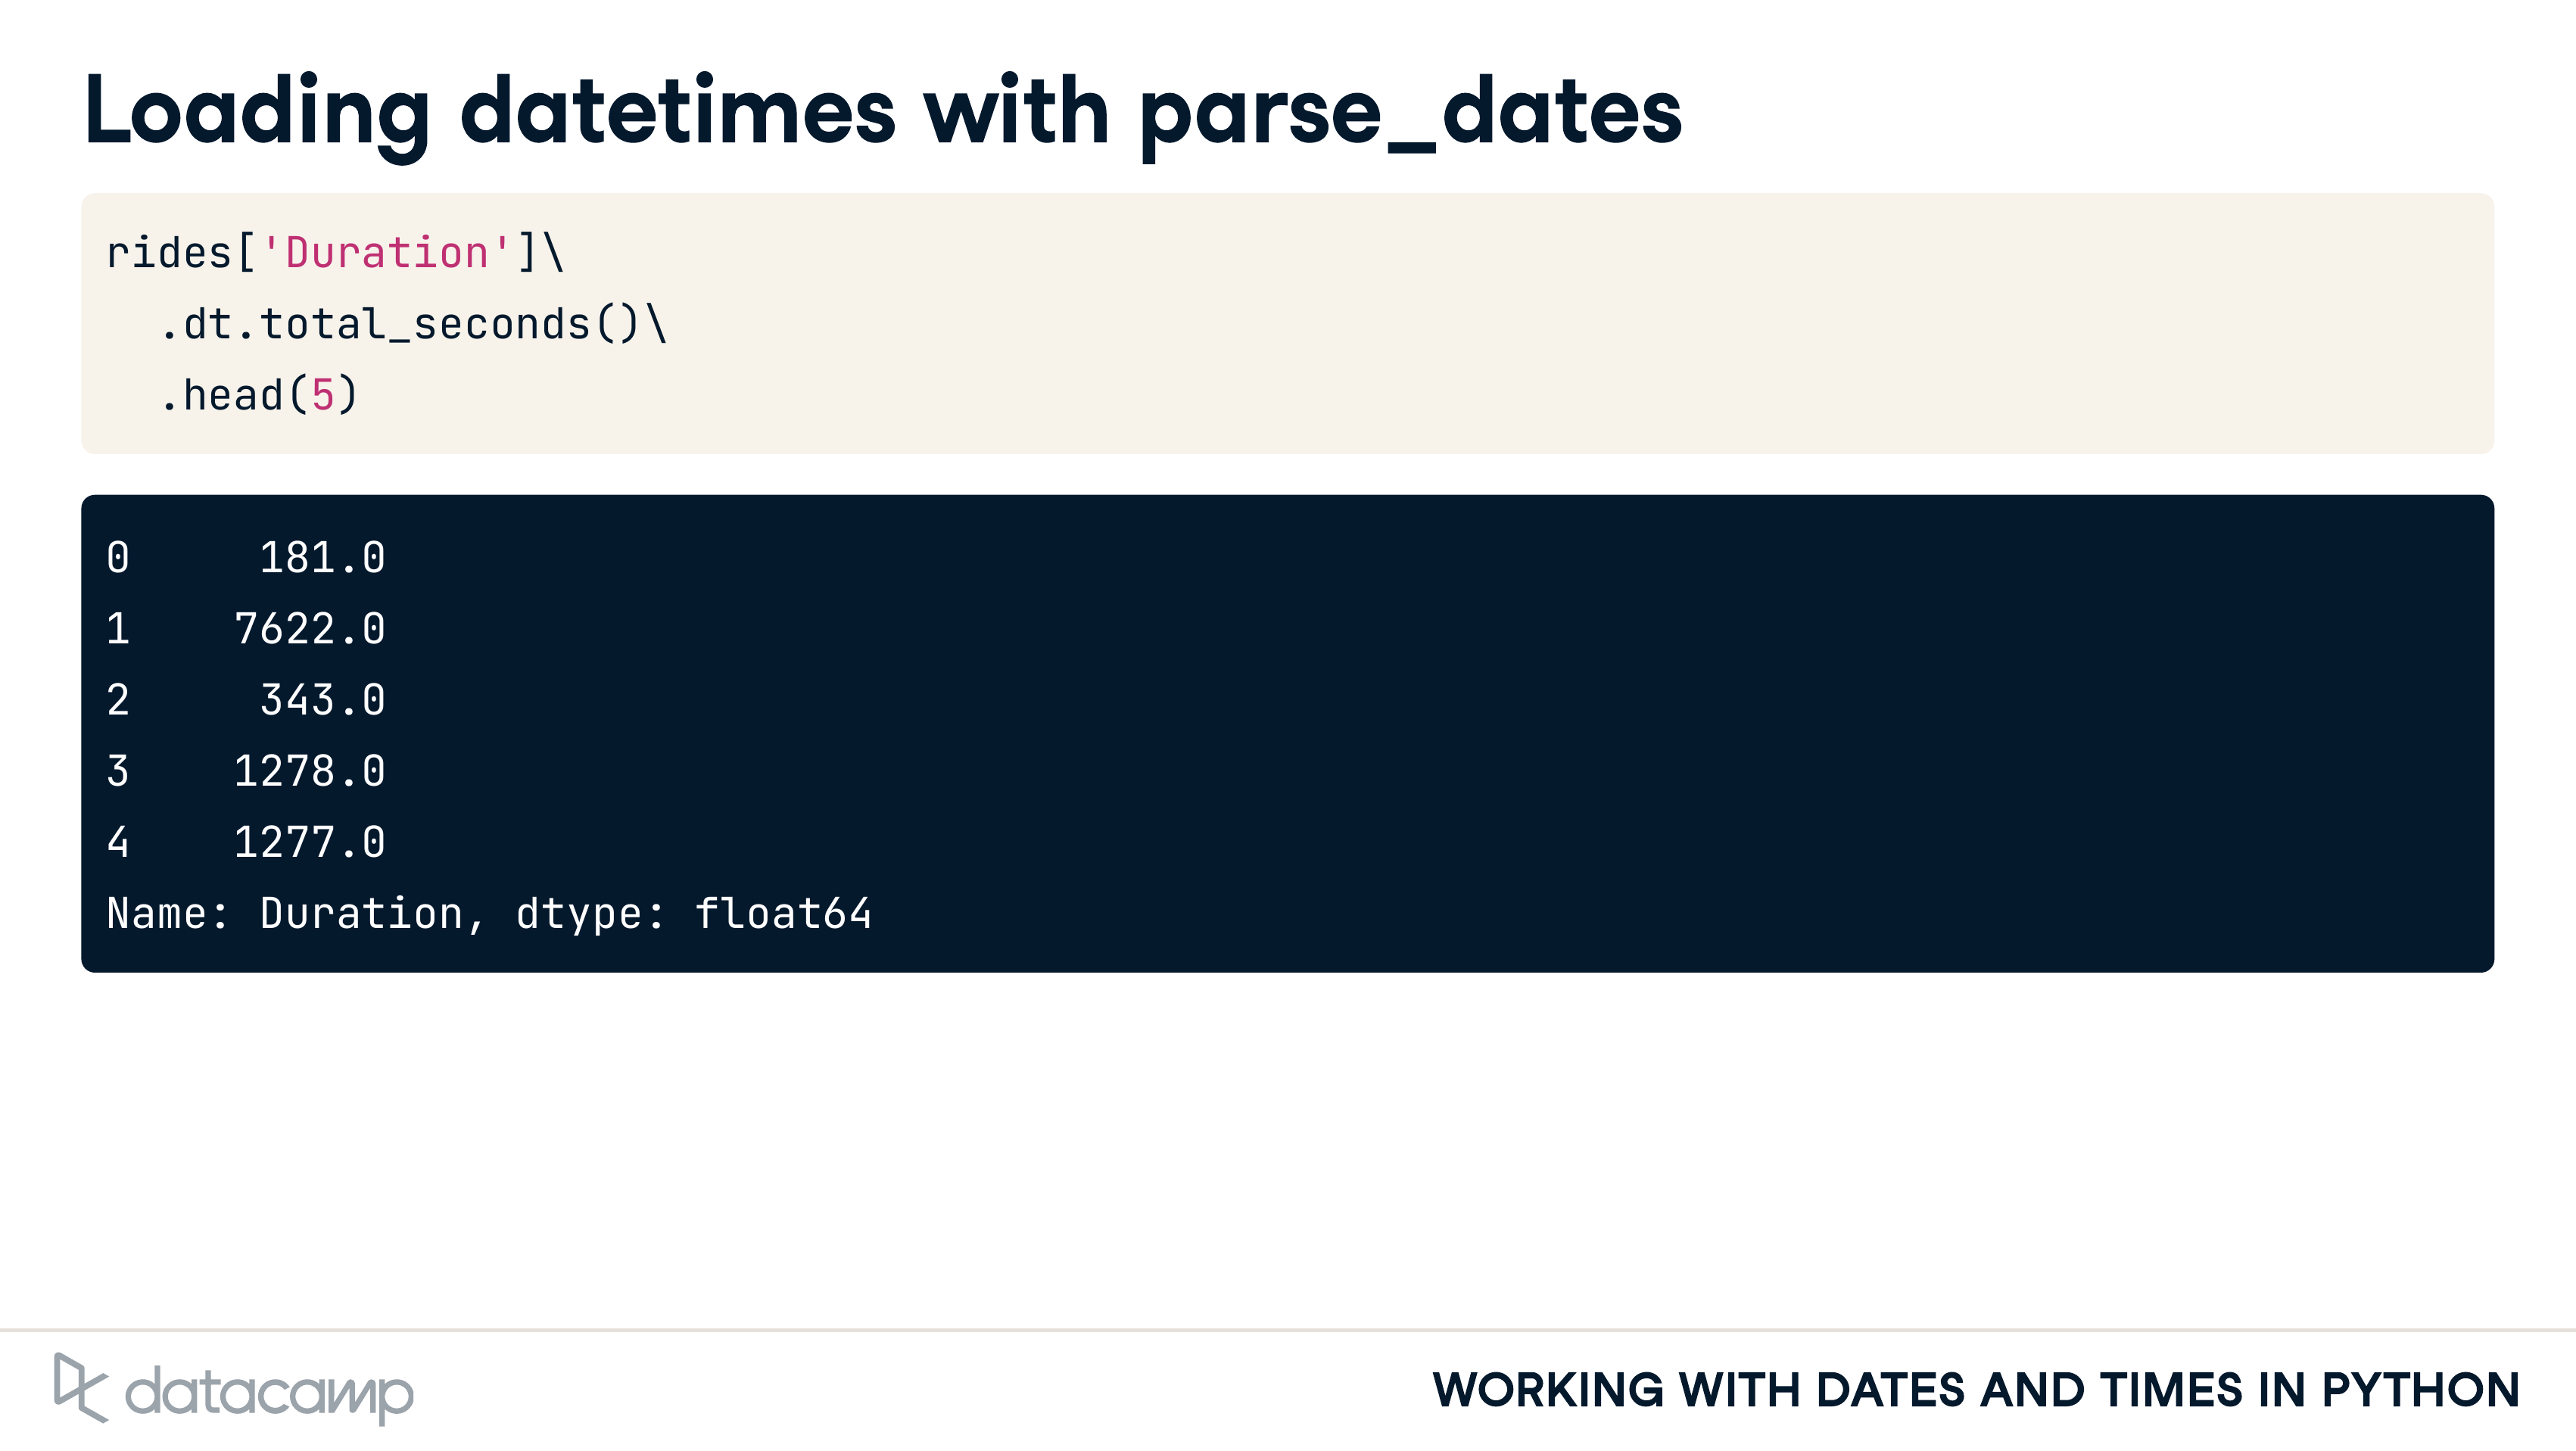 Loading datetimes with parse_dates
rides['Duration']\
   .dt.total_seconds()\
   .head(5)
0     181.0
1    7622.0
2     343.0
3    1278.0
4    1277.0
Name: Duration, dtype: float64
datacamp
WORKING WITH DATES AND TIMES IN PYTHON